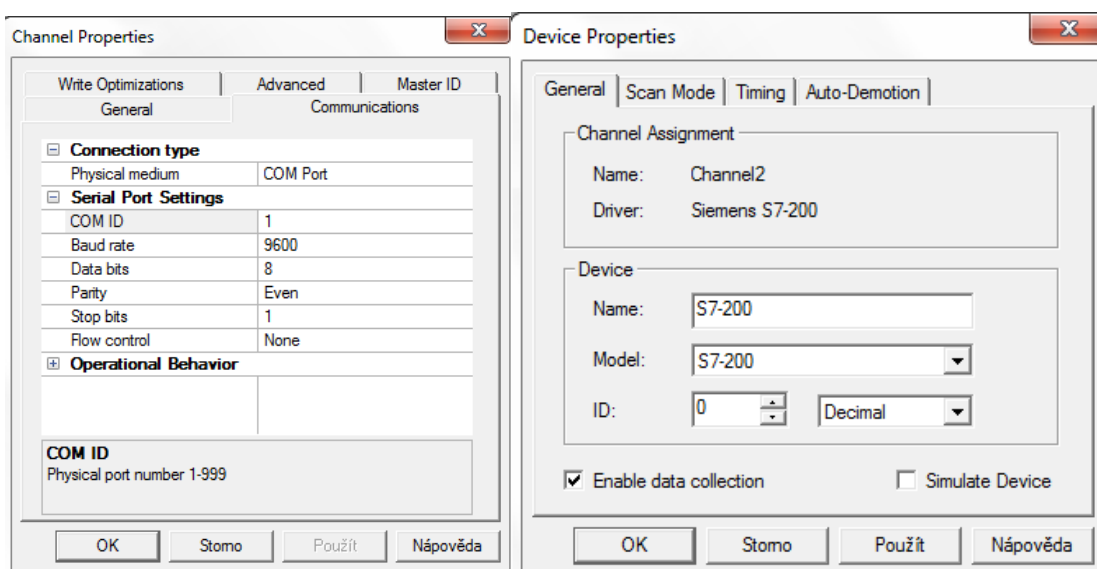 Channel Properties
Write Optimizations Advanced Master ID
General Communications
Connection type
Physical medium COM Port
Serial Port Settings
COM ID 1
Baud rate 9600
Data bits 8
Parity Even
Stop bits 1
Flow control None
Operational Behavior
COM ID
Physical port number 1-999
OK Storno Použít Nápověda
Device Properties
General Scan Mode Timing Auto-Demotion
Channel Assignment
Name: Channel2
Driver: Siemens S7-200
Device
Name: S7-200
Model: S7-200
ID: 0 Decimal
Enable data collection Simulate Device
OK Storno Použít Nápověda